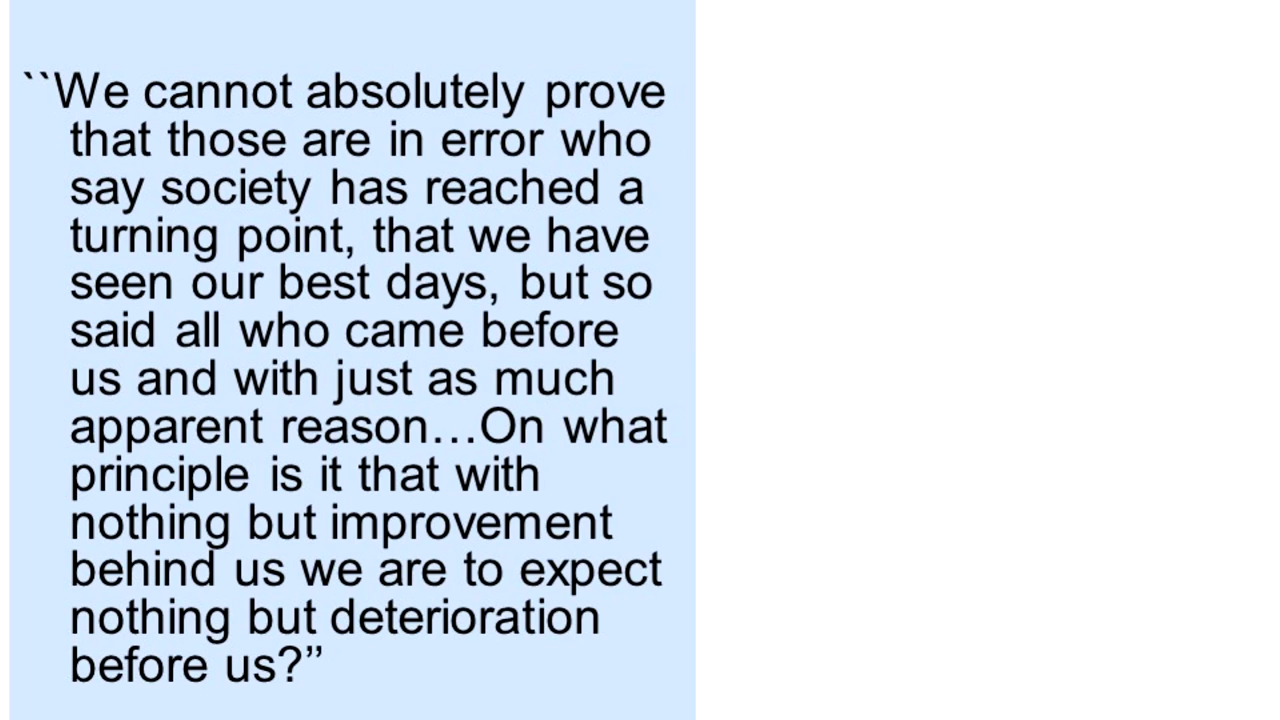 ``We cannot absolutely prove
that those are in error who
say society has reached a
turning point, that we have
seen our best days, but so
said all who came before
us and with just as much
apparent reason…On what
principle is it that with
nothing but improvement
behind us we are to expect
nothing but deterioration
before us?”